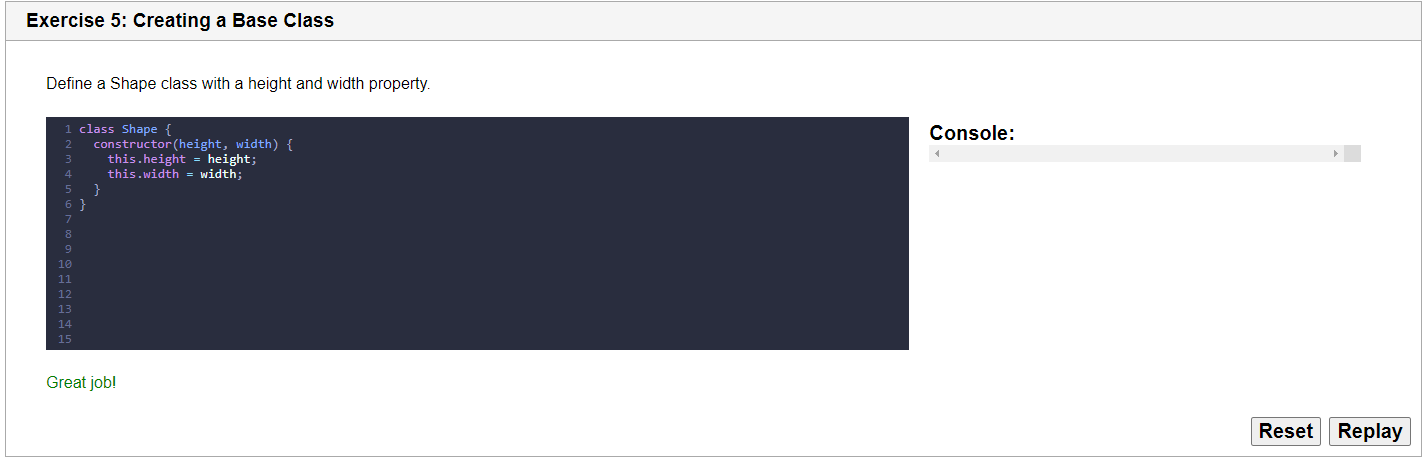 Exercise 5: Creating a Base Class
Define a Shape class with a height and width property.
1 class Shape {
2   constructor(height, width) {
3     this.height = height;
4     this.width = width;
5   }
6 }
7
8
9
10
11
12
13
14
15
Console:
Great job!
Reset Replay